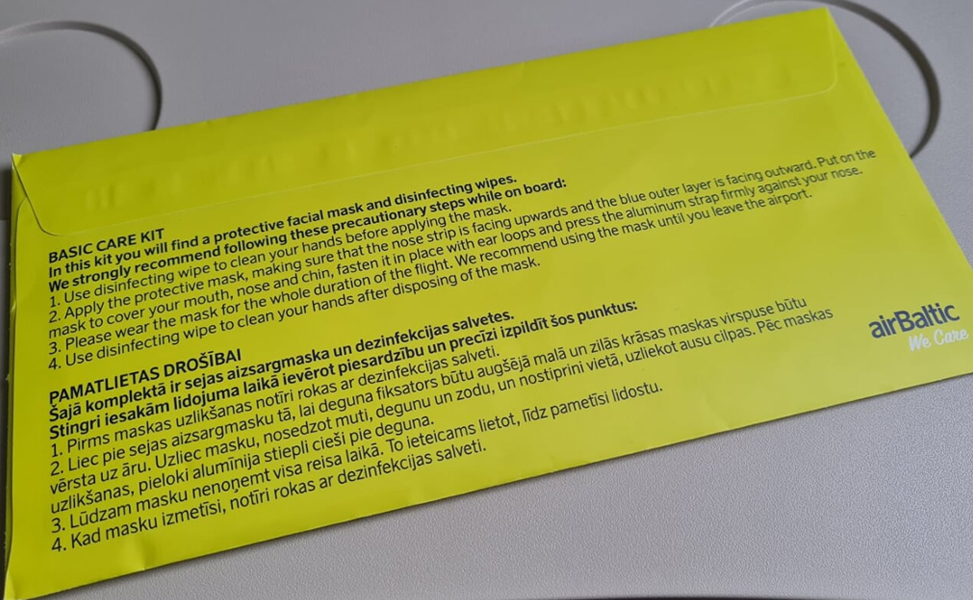 BASIC CARE KIT
In this kit you will find a protective facial mask and disinfecting wipes.
We strongly recommend following these precautionary steps while on board:
1. Use disinfecting wipe to clean your hands before applying the mask.
2. Apply the protective mask, making sure that the nose strip is facing upwards and the blue outer layer is facing outward. Put on the
mask to cover your mouth, nose and chin, fasten it in place with ear loops and press the aluminum strap firmly against your nose.
3. Please wear the mask for the whole duration of the flight. We recommend using the mask until you leave the airport.
4. Use disinfecting wipe to clean your hands after disposing of the mask.
PAMATLIETAS DROŠĪBAI
Šajā komplektā ir sejas aizsargmaska un dezinfekcijas salvetes.
Stingri iesakām lidojuma laikā ievērot piesardzību un precīzi izpildīt šos punktus:
1. Pirms maskas uzlikšanas notīri rokas ar dezinfekcijas salveti.
2. Liec pie sejas aizsargmasku tā, lai deguna fiksators būtu augšējā malā un zilās krāsas maskas virspuse būtu
vērsta uz āru. Uzliec masku, nosedzot muti, degunu un zodu, un nostiprini vietā, uzliekot ausu cilpas. Pēc maskas
uzlikšanas, pieloki alumīnija stiepli cieši pie deguna.
3. Lūdzam masku nenoņemt visa reisa laikā. To ieteicams lietot, līdz pametīsi lidostu.
4. Kad masku izmetīsi, notīri rokas ar dezinfekcijas salveti.
airBaltic
We Care